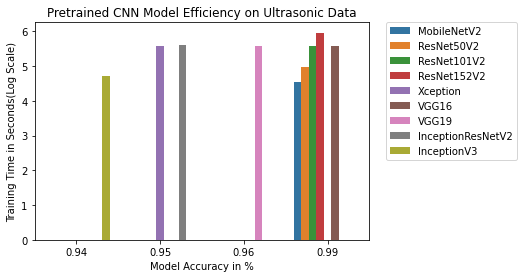 Pretrained CNN Model Efficiency on Ultrasonic Data
Training Time in Seconds(Log Scale)
6
5
4
3
2
1
0
0.94 0.95 0.96 0.99
Model Accuracy in %
MobileNetV2
ResNet50V2
ResNet101V2
ResNet152V2
Xception
VGG16
VGG19
InceptionResNetV2
InceptionV3